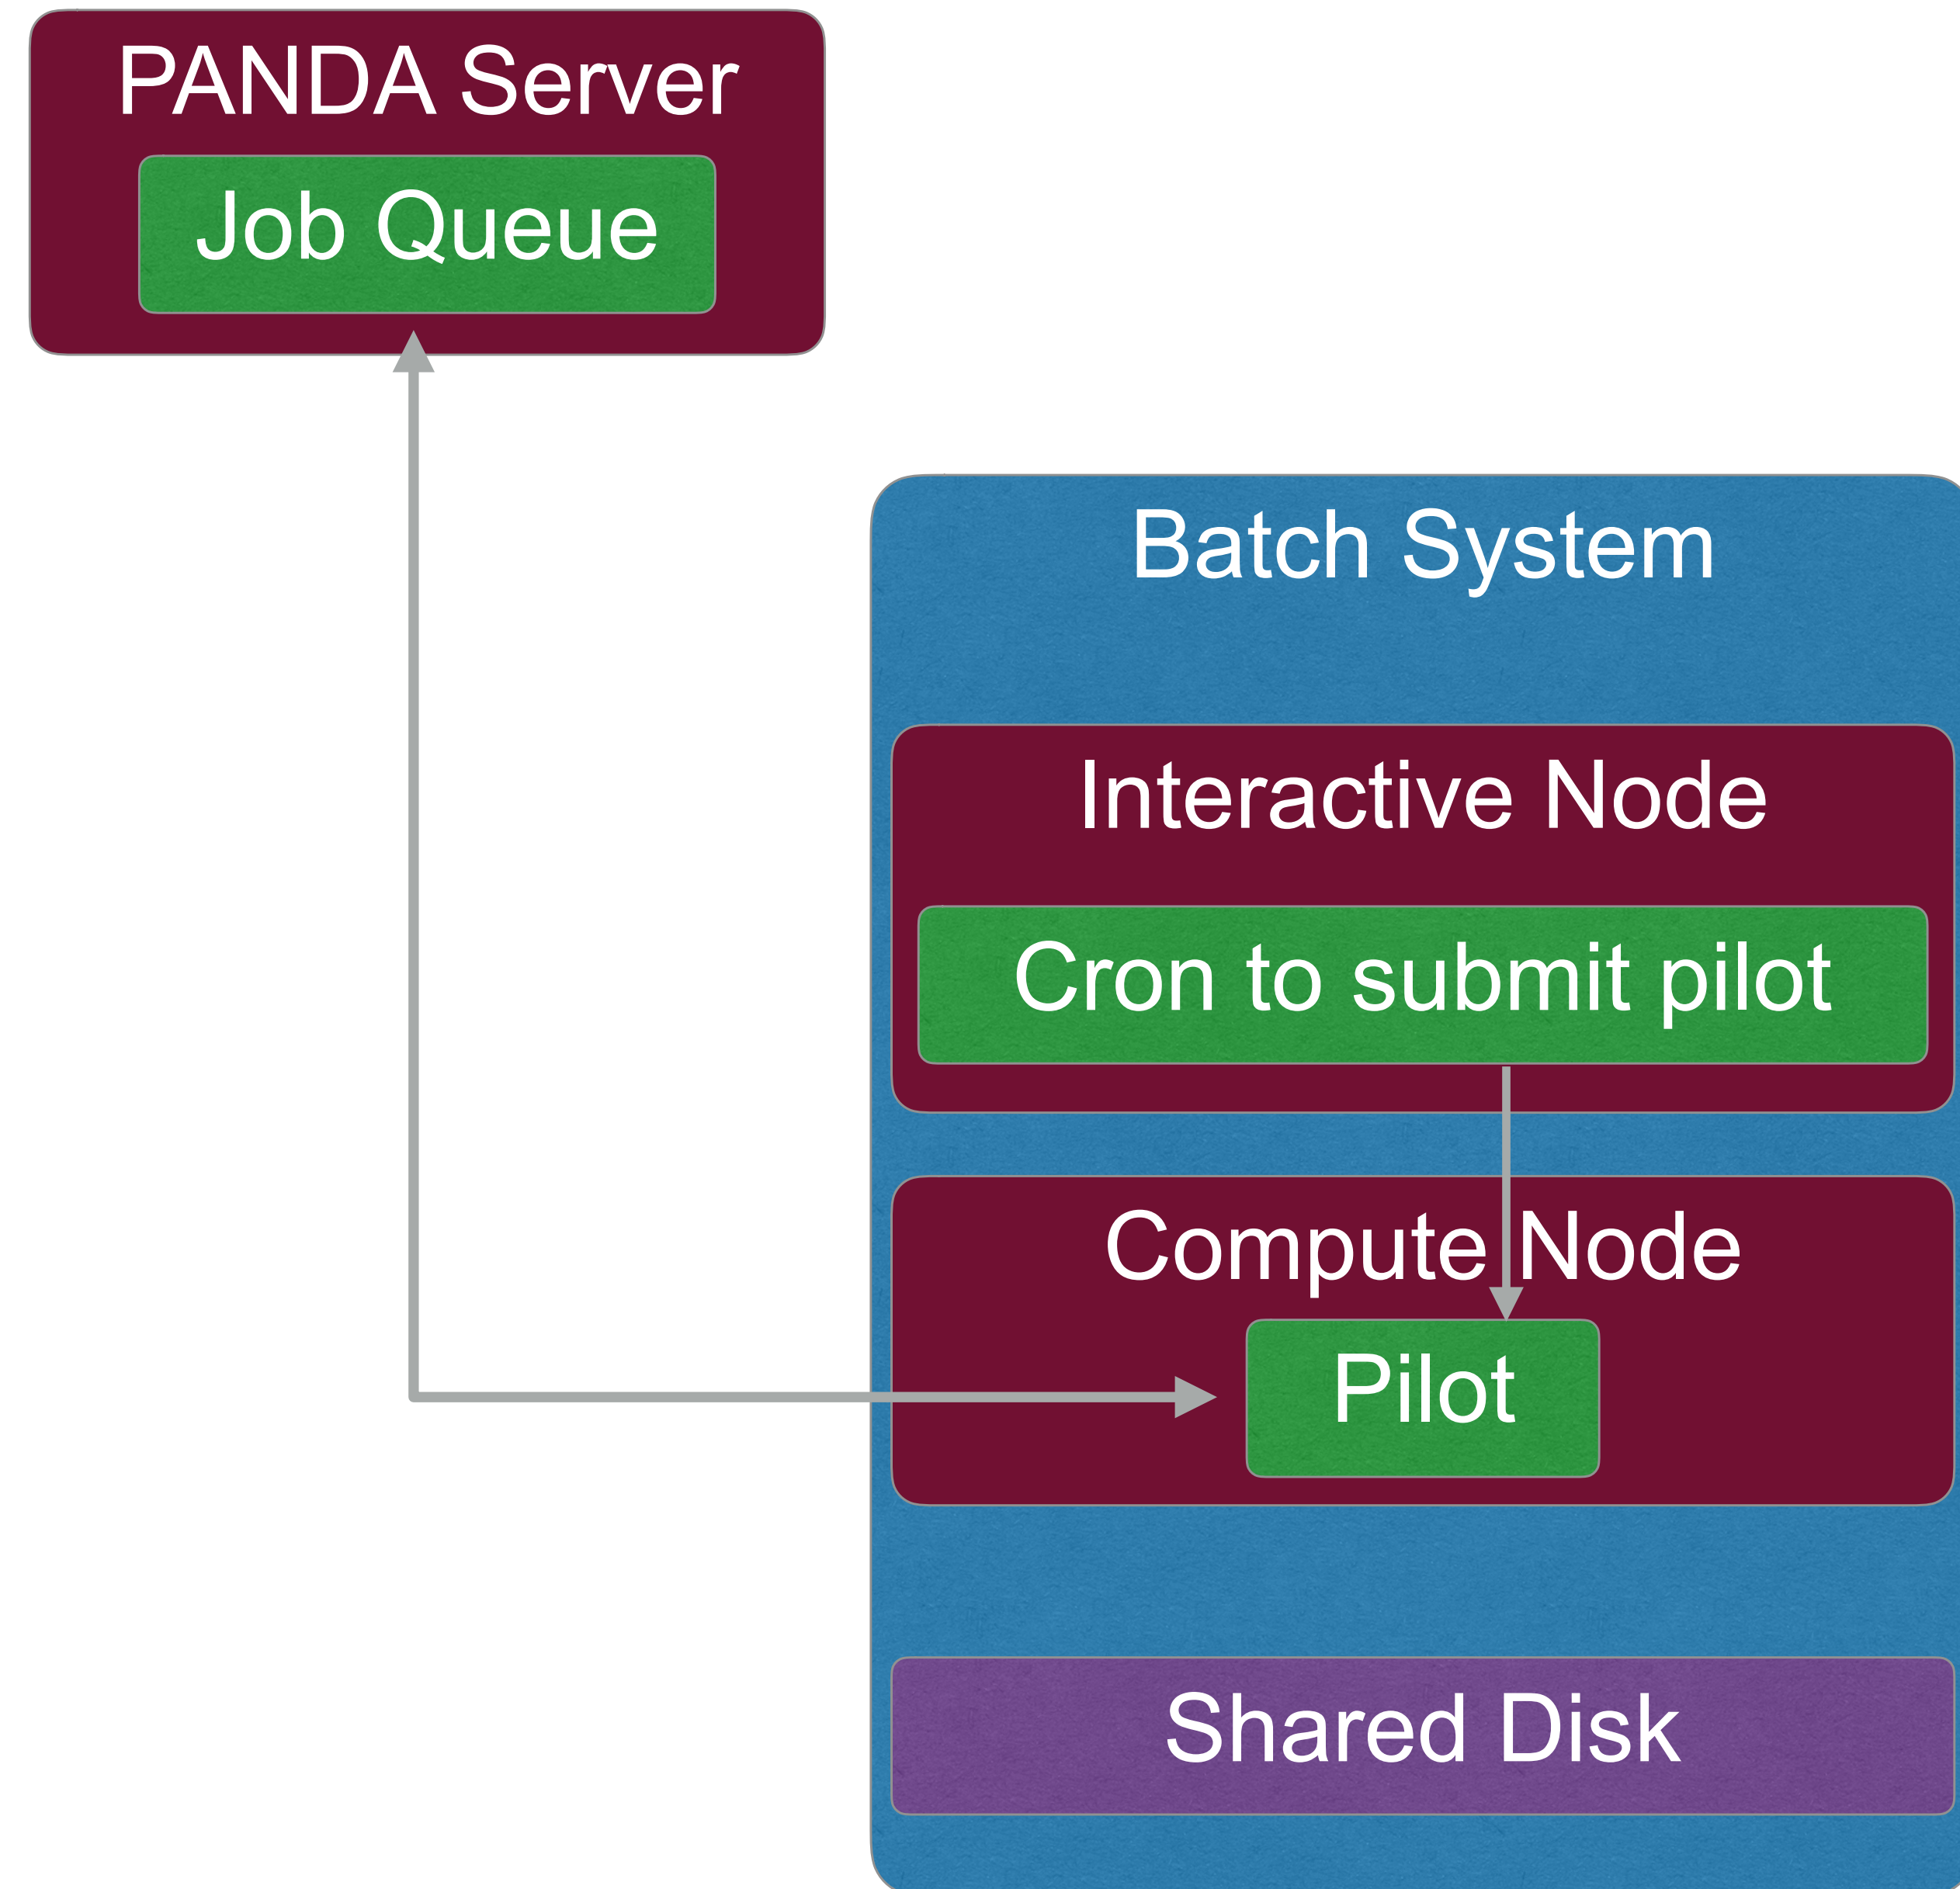 PANDA Server
Job Queue
Batch System
Interactive Node
Cron to submit pilot
Compute Node
Pilot
Shared Disk